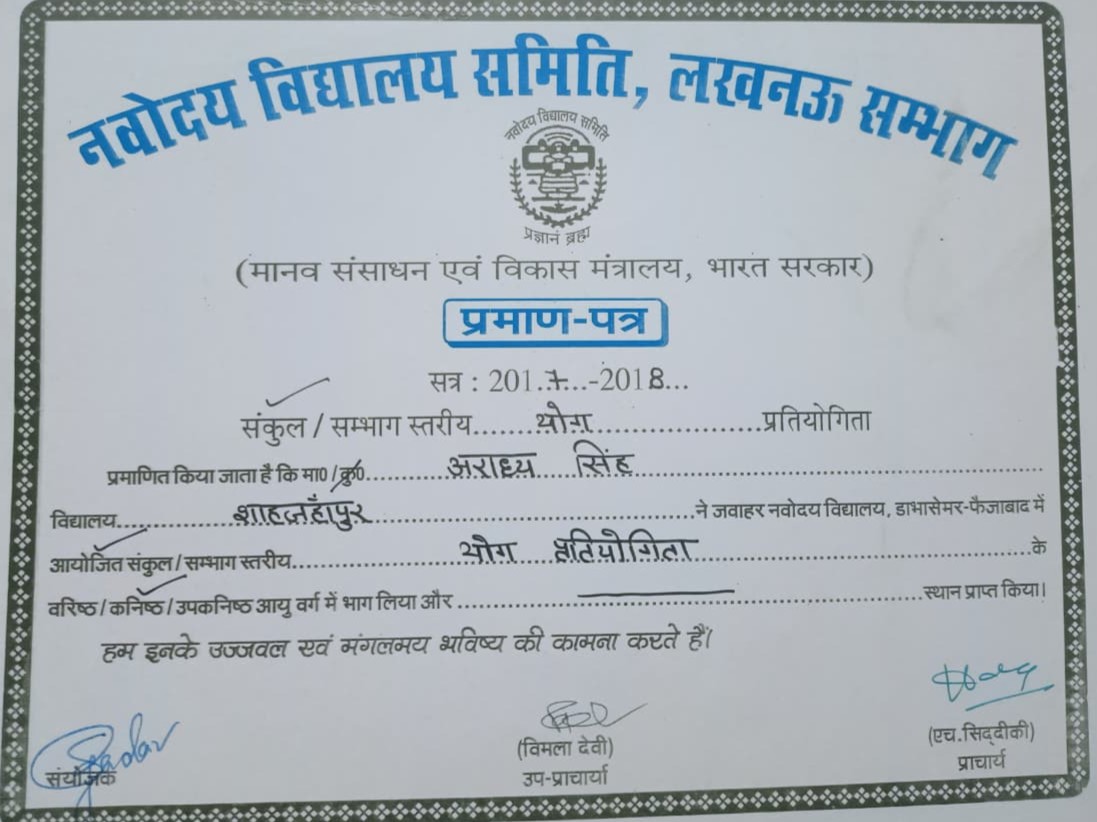 नवोदय विद्यालय समिति, लखनऊ सम्भाग
नवोदय विद्यालय समिति
प्रज्ञानं ब्रह्म
(मानव संसाधन एवं विकास मंत्रालय, भारत सरकार)
प्रमाण-पत्र
सत्र : 201.7...-2018...
संकुल / सम्भाग स्तरीय.......योग.....................प्रतियोगिता
प्रमाणित किया जाता है कि मा0 / कु0..............अराध्य सिंह..............
विद्यालय..............शाहजहाँपुर..............ने जवाहर नवोदय विद्यालय, डाभासेमर-फैजाबाद में
आयोजित संकुल / सम्भाग स्तरीय..............योग प्रतियोगिता..............के
वरिष्ठ / कनिष्ठ / उपकनिष्ठ आयु वर्ग में भाग लिया और ..............स्थान प्राप्त किया।
हम इनके उज्जवल एवं मंगलमय भविष्य की कामना करते हैं।
संयोजक
(विमला देवी)
उप-प्राचार्या
(एच.सिद्दीकी)
प्राचार्य